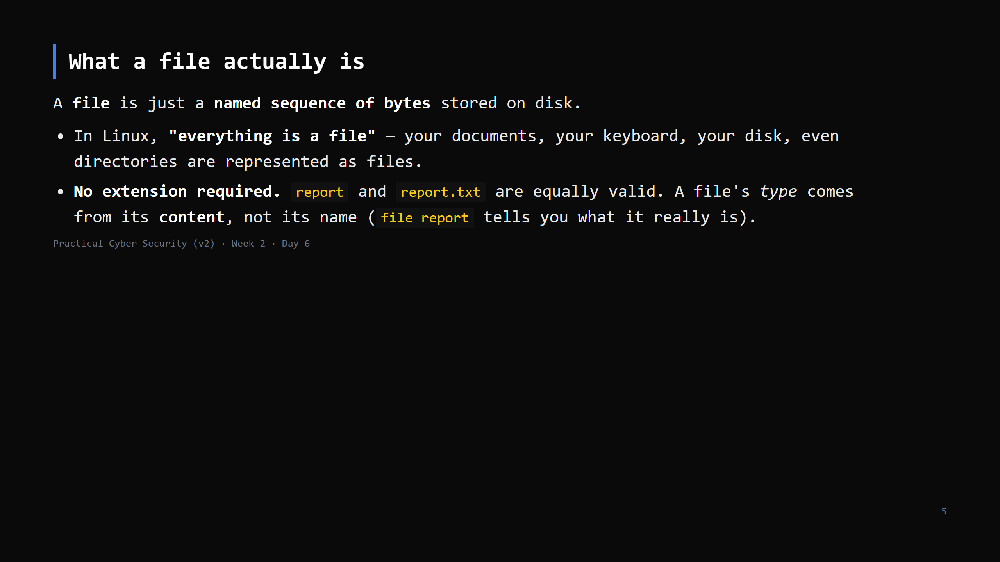 What a file actually is
A file is just a named sequence of bytes stored on disk.
• In Linux, "everything is a file" — your documents, your keyboard, your disk, even
directories are represented as files.
• No extension required. report and report.txt are equally valid. A file's type comes
from its content, not its name (file report tells you what it really is).
Practical Cyber Security (v2) · Week 2 · Day 6
5